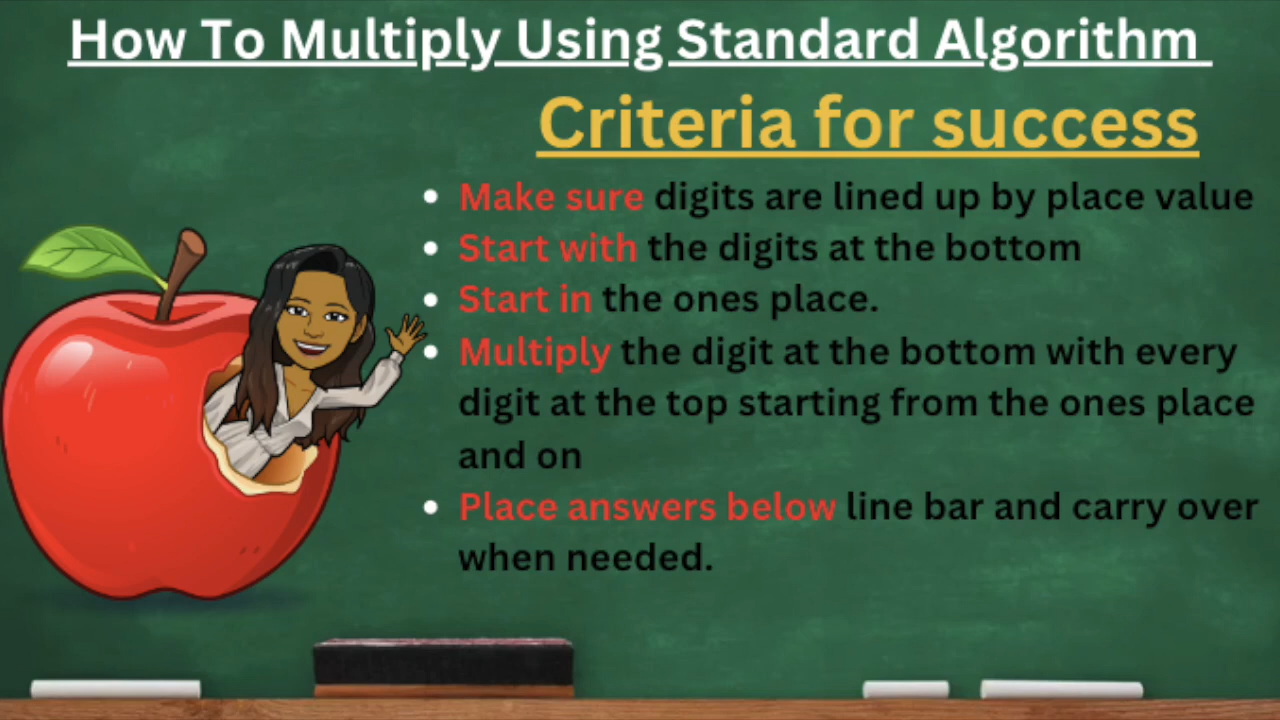 How To Multiply Using Standard Algorithm
Criteria for success
• Make sure digits are lined up by place value
• Start with the digits at the bottom
• Start in the ones place.
• Multiply the digit at the bottom with every
digit at the top starting from the ones place
and on
• Place answers below line bar and carry over
when needed.